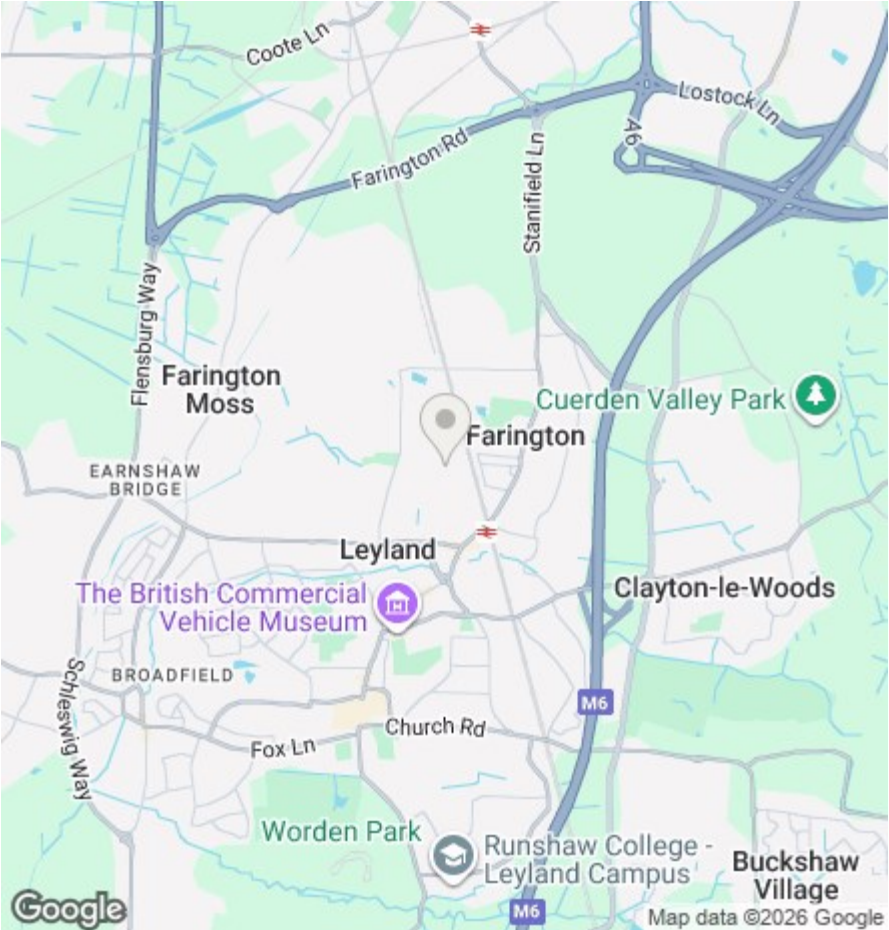 Coote Ln
Lostock Ln
A6
Farington Rd
Stanifield Ln
Flensburg Way
Farington
Moss
Cuerden Valley Park
Farington
EARNSHAW
BRIDGE
Leyland
The British Commercial
Vehicle Museum
Clayton-le-Woods
BROADFIELD
Schleswig Way
M6
Church Rd
Fox Ln
Worden Park
Runshaw College -
Leyland Campus
Buckshaw
Village
M6
Google
Map data ©2026 Google